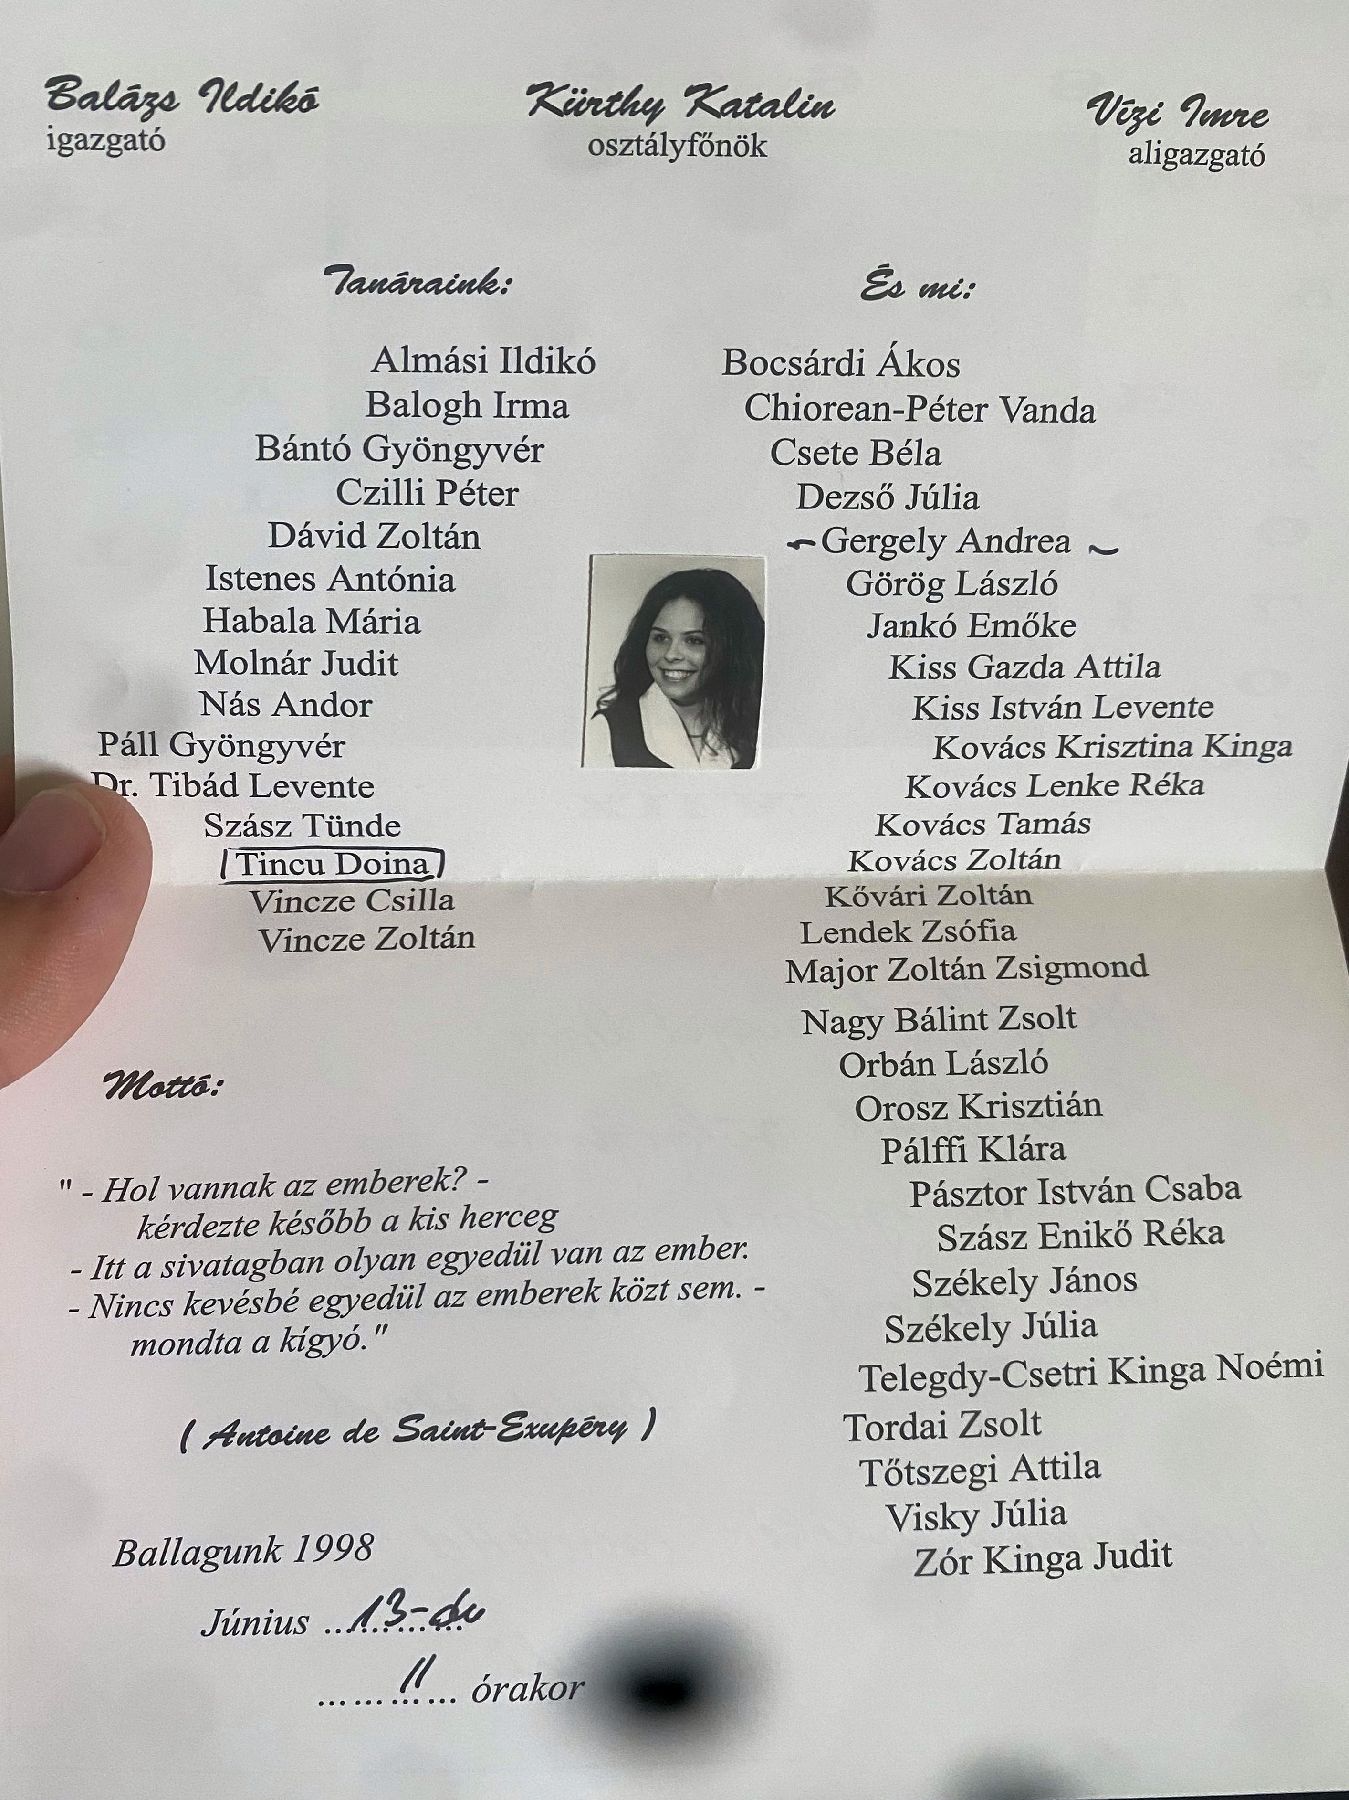 Balázs Ildikó
igazgató
Kürthy Katalin
osztályfőnök
Vízi Imre
aligazgató
Tanáraink:
Almási Ildikó
Balogh Irma
Bántó Gyöngyvér
Czilli Péter
Dávid Zoltán
Istenes Antónia
Habala Mária
Molnár Judit
Nás Andor
Páll Gyöngyvér
Dr. Tibád Levente
Szász Tünde
Tincu Doina
Vincze Csilla
Vincze Zoltán
És mi:
Bocsárdi Ákos
Chiorean-Péter Vanda
Csete Béla
Dezső Júlia
Gergely Andrea
Görög László
Jankó Emőke
Kiss Gazda Attila
Kiss István Levente
Kovács Krisztina Kinga
Kovács Lenke Réka
Kovács Tamás
Kovács Zoltán
Kővári Zoltán
Lendek Zsófia
Major Zoltán Zsigmond
Nagy Bálint Zsolt
Orbán László
Orosz Krisztián
Pálffi Klára
Pásztor István Csaba
Szász Enikő Réka
Székely János
Székely Júlia
Telegdy-Csetri Kinga Noémi
Tordai Zsolt
Tőtszegi Attila
Visky Júlia
Zór Kinga Judit
Mottó:
" - Hol vannak az emberek? -
kérdezte később a kis herceg
- Itt a sivatagban olyan egyedül van az ember.
- Nincs kevésbé egyedül az emberek közt sem. -
mondta a kígyó."
( Antoine de Saint-Exupéry )
Ballagunk 1998
Június 13-án
11 órakor